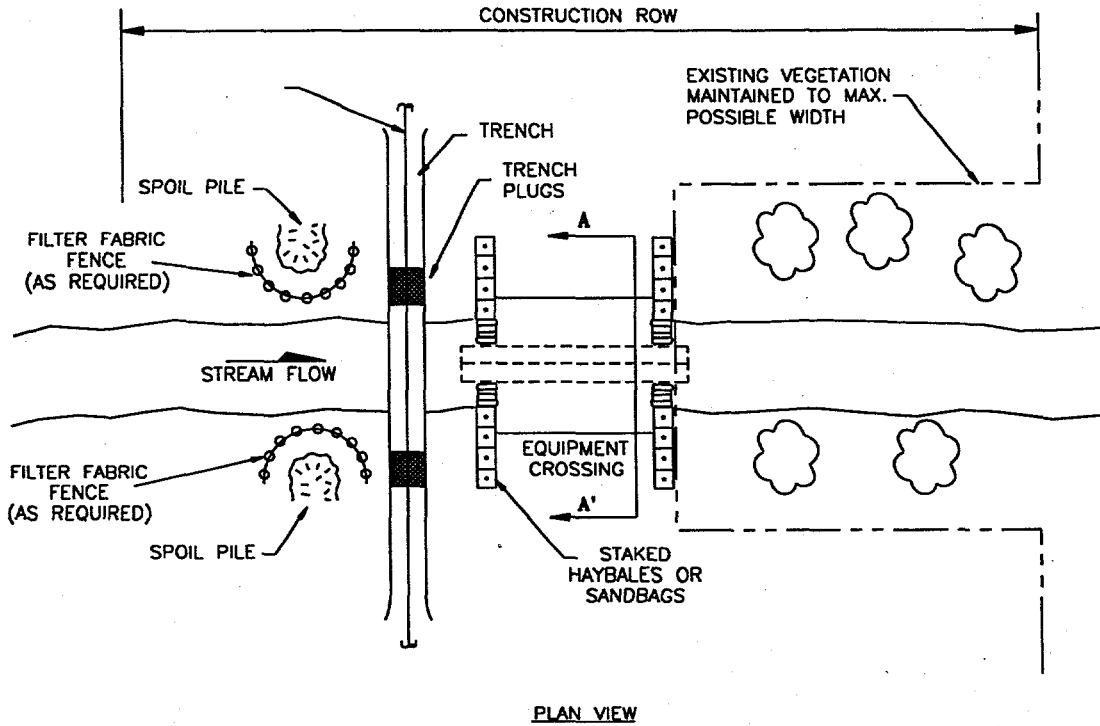 CONSTRUCTION ROW
EXISTING VEGETATION
MAINTAINED TO MAX.
POSSIBLE WIDTH
TRENCH
TRENCH
PLUGS
SPOIL PILE
A
FILTER FABRIC
FENCE
(AS REQUIRED)
STREAM FLOW
EQUIPMENT
CROSSING
FILTER FABRIC
FENCE
(AS REQUIRED)
A'
SPOIL PILE
STAKED
HAYBALES OR
SANDBAGS
PLAN VIEW